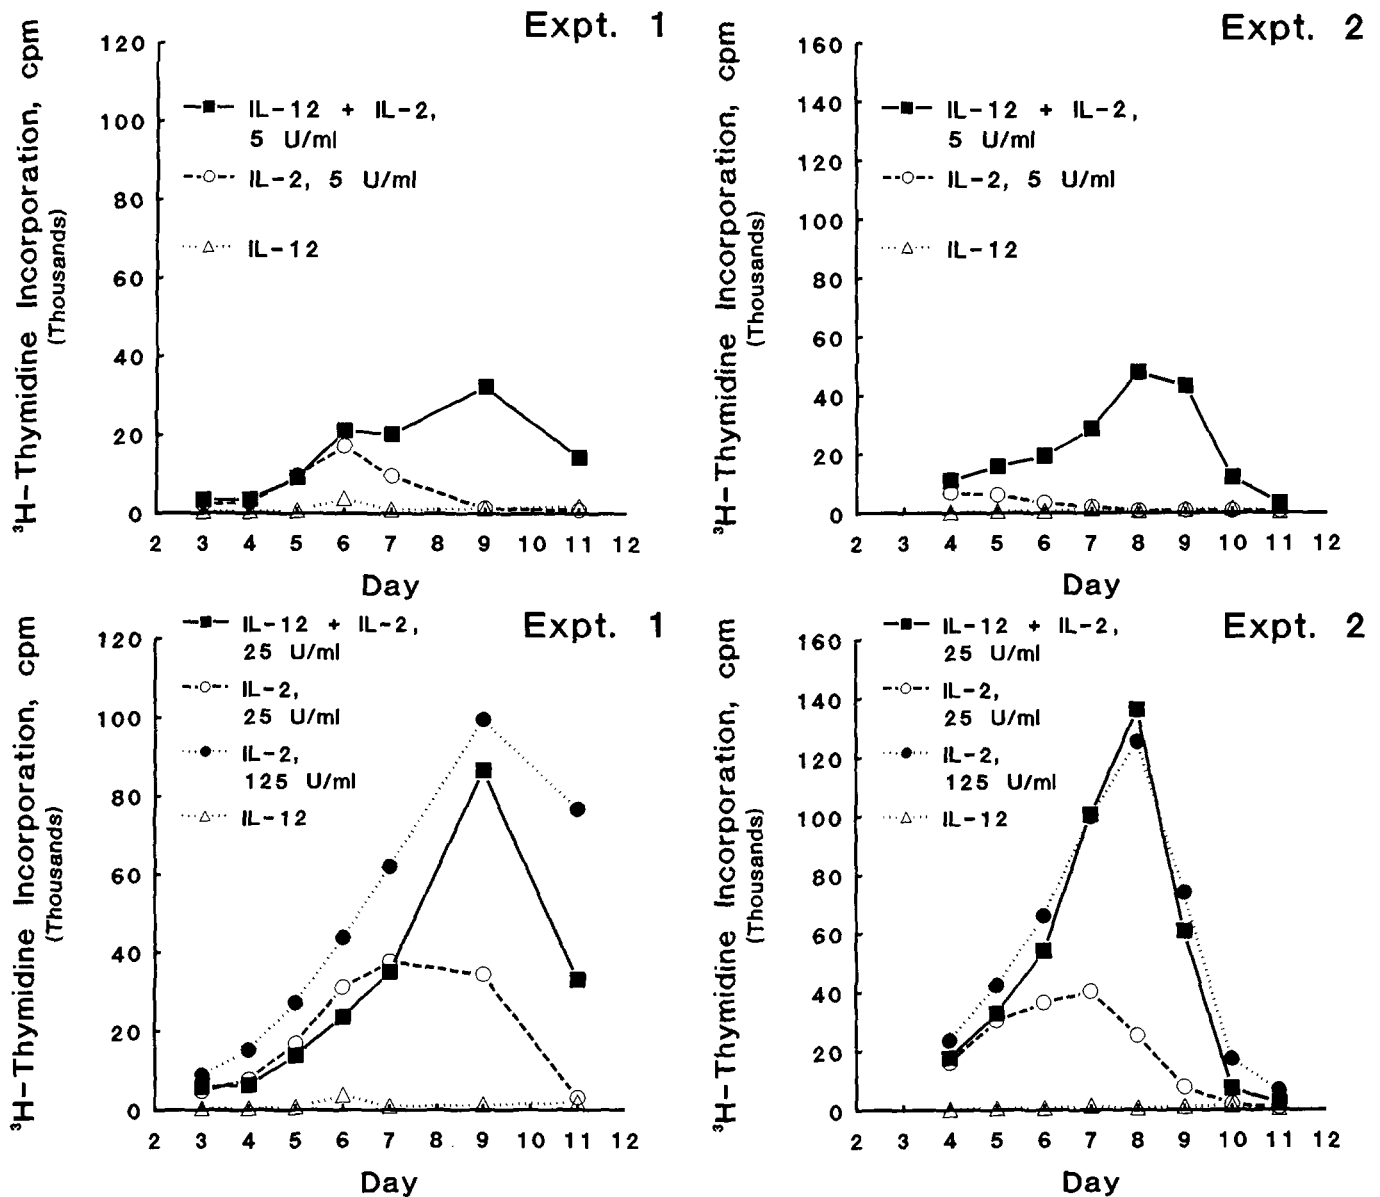 Expt. 1
³H-Thymidine Incorporation, cpm
(Thousands)
120
100
80
60
40
20
0
IL-12 + IL-2,
5 U/ml
IL-2, 5 U/ml
IL-12
2 3 4 5 6 7 9 11 12
Day
Expt. 2
³H-Thymidine Incorporation, cpm
(Thousands)
160
140
120
100
80
60
40
20
0
IL-12 + IL-2,
5 U/ml
IL-2, 5 U/ml
IL-12
2 3 4 5 6 7 8 9 10 11 12
Day
Expt. 1
³H-Thymidine Incorporation, cpm
(Thousands)
120
100
80
60
40
20
0
IL-12 + IL-2,
25 U/ml
IL-2,
25 U/ml
IL-2,
125 U/ml
IL-12
2 3 4 5 6 7 9 11 12
Day
Expt. 2
³H-Thymidine Incorporation, cpm
(Thousands)
160
140
120
100
80
60
40
20
0
IL-12 + IL-2,
25 U/ml
IL-2,
25 U/ml
IL-2,
125 U/ml
IL-12
2 3 4 5 6 7 8 9 10 11 12
Day